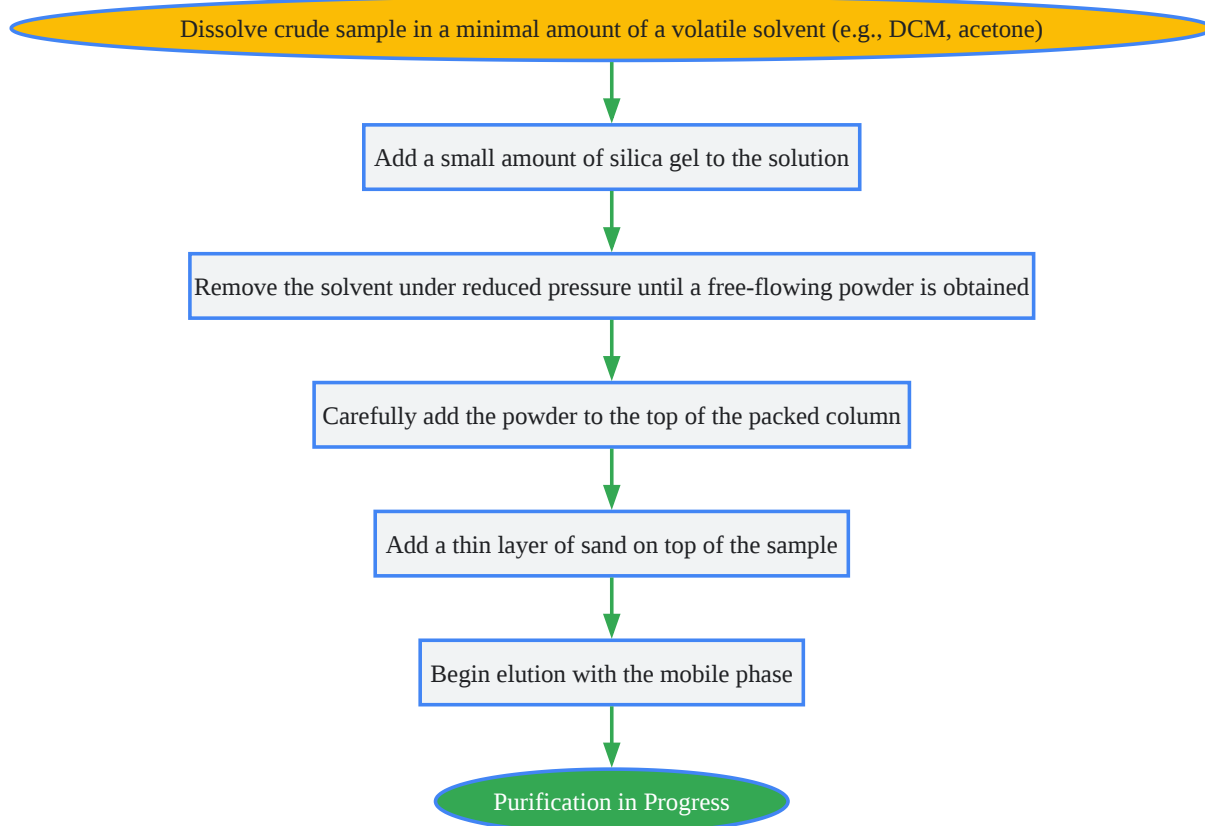 Dissolve crude sample in a minimal amount of a volatile solvent (e.g., DCM, acetone)
Add a small amount of silica gel to the solution
Remove the solvent under reduced pressure until a free-flowing powder is obtained
Carefully add the powder to the top of the packed column
Add a thin layer of sand on top of the sample
Begin elution with the mobile phase
Purification in Progress